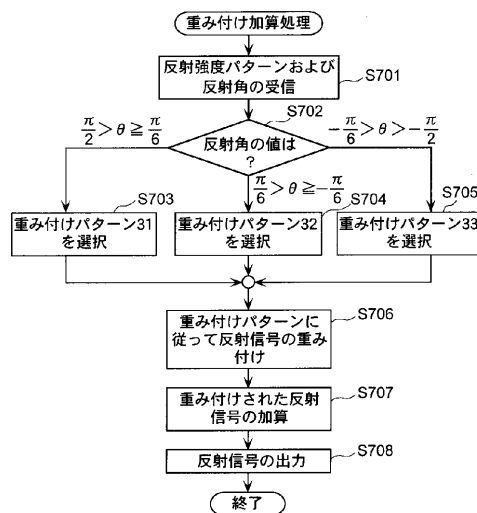 重み付け加算処理
反射強度パターンおよび
反射角の受信
S701
S702
π/2 > θ ≧ π/6
反射角の値は
?
-π/6 > θ > -π/2
π/6 > θ ≧ -π/6
S703
重み付けパターン31
を選択
S704
重み付けパターン32
を選択
S705
重み付けパターン33
を選択
重み付けパターンに
従って反射信号の重み
付け
S706
重み付けされた反射
信号の加算
S707
反射信号の出力
S708
終了